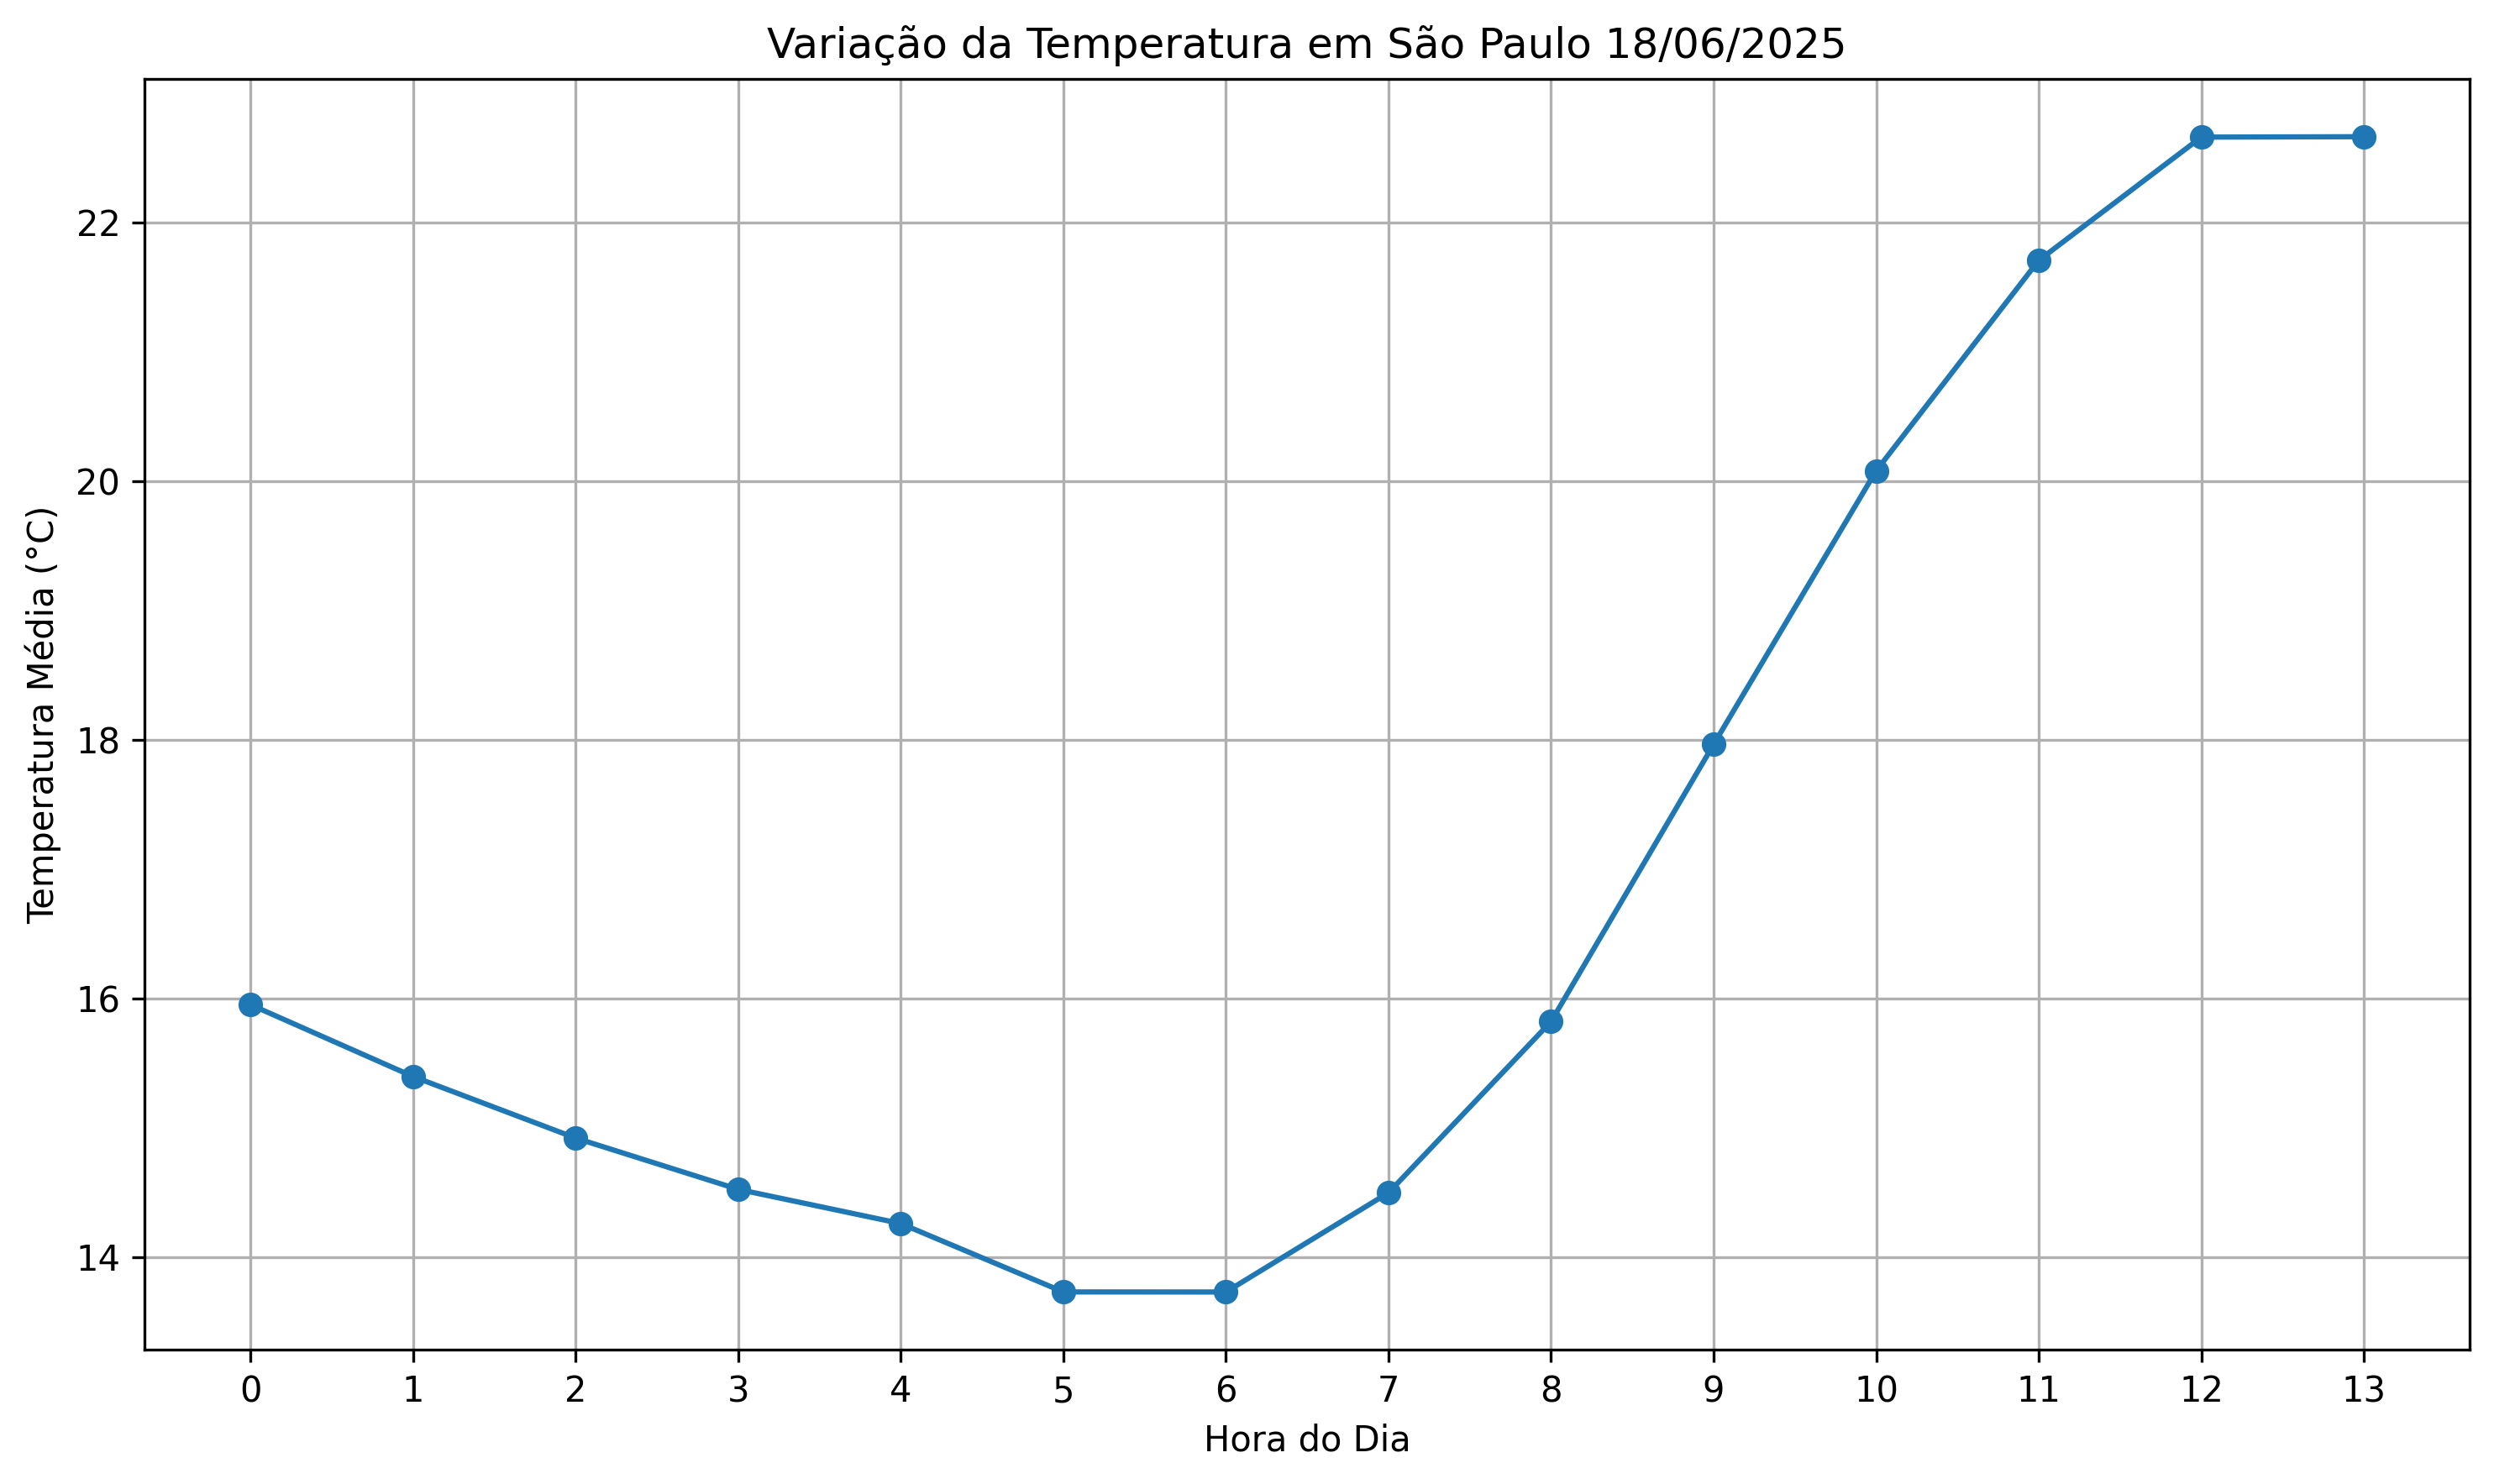 Variação da Temperatura em São Paulo 18/06/2025
Temperatura Média (°C)
22
20
18
16
14
0 1 2 3 4 5 6 7 8 9 10 11 12 13
Hora do Dia